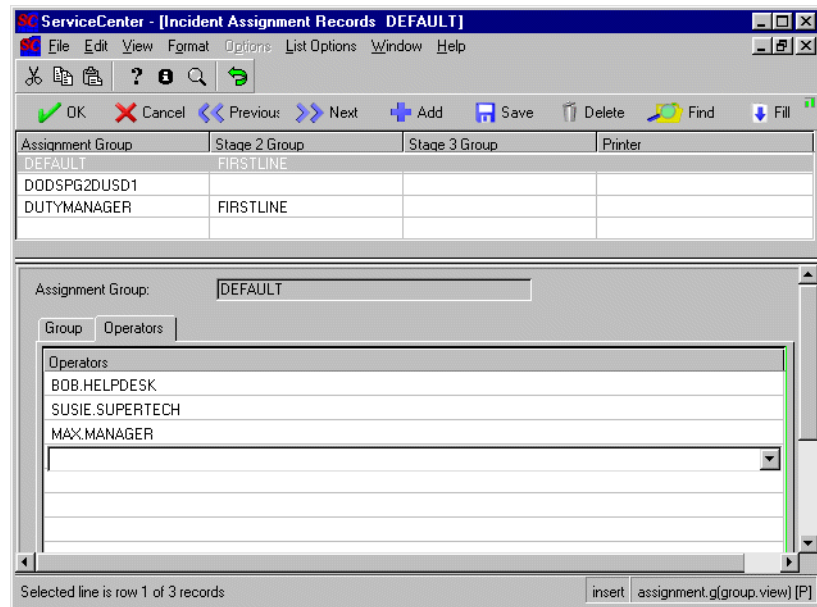 SC ServiceCenter - [Incident Assignment Records DEFAULT]
SC File Edit View Format Options List Options Window Help
OK Cancel Previous Next Add Save Delete Find Fill
Assignment Group Stage 2 Group Stage 3 Group Printer
DEFAULT FIRSTLINE
DODSPG2DUSD1
DUTYMANAGER FIRSTLINE
Assignment Group: DEFAULT
Group Operators
Operators
BOB.HELPDESK
SUSIE.SUPERTECH
MAX.MANAGER
Selected line is row 1 of 3 records insert assignment.g(group.view) [P]